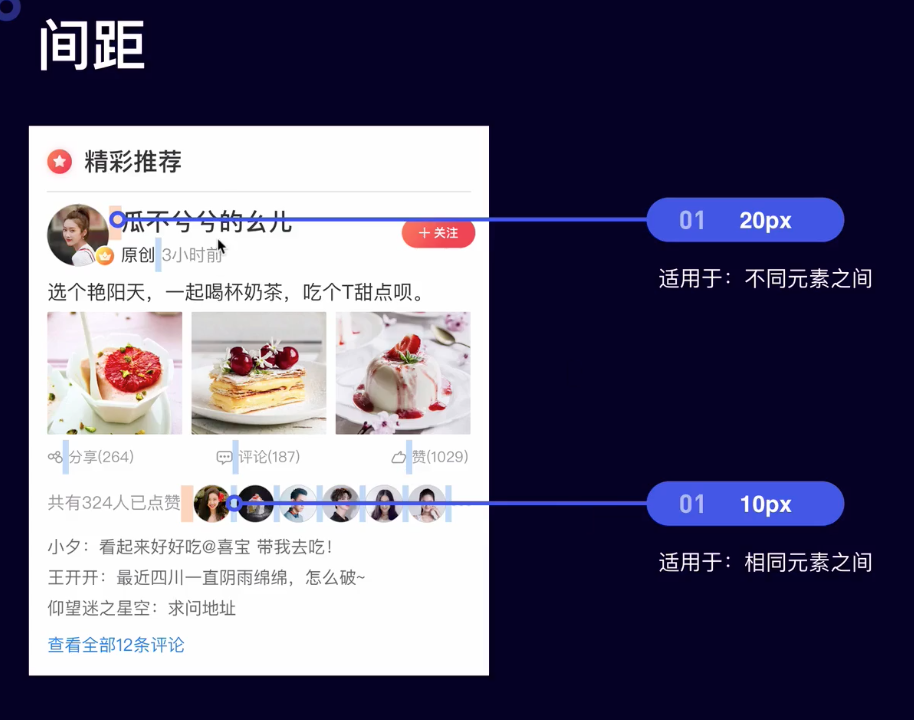 间距
精彩推荐
瓜不兮兮的幺儿
原创 3小时前
+ 关注
01 20px
适用于：不同元素之间
选个艳阳天，一起喝杯奶茶，吃个T甜点呗。
分享(264)
评论(187)
赞(1029)
共有324人已点赞
01 10px
适用于：相同元素之间
小夕：看起来好好吃@喜宝 带我去吃！
王开开：最近四川一直阴雨绵绵，怎么破~
仰望迷之星空：求问地址
查看全部12条评论